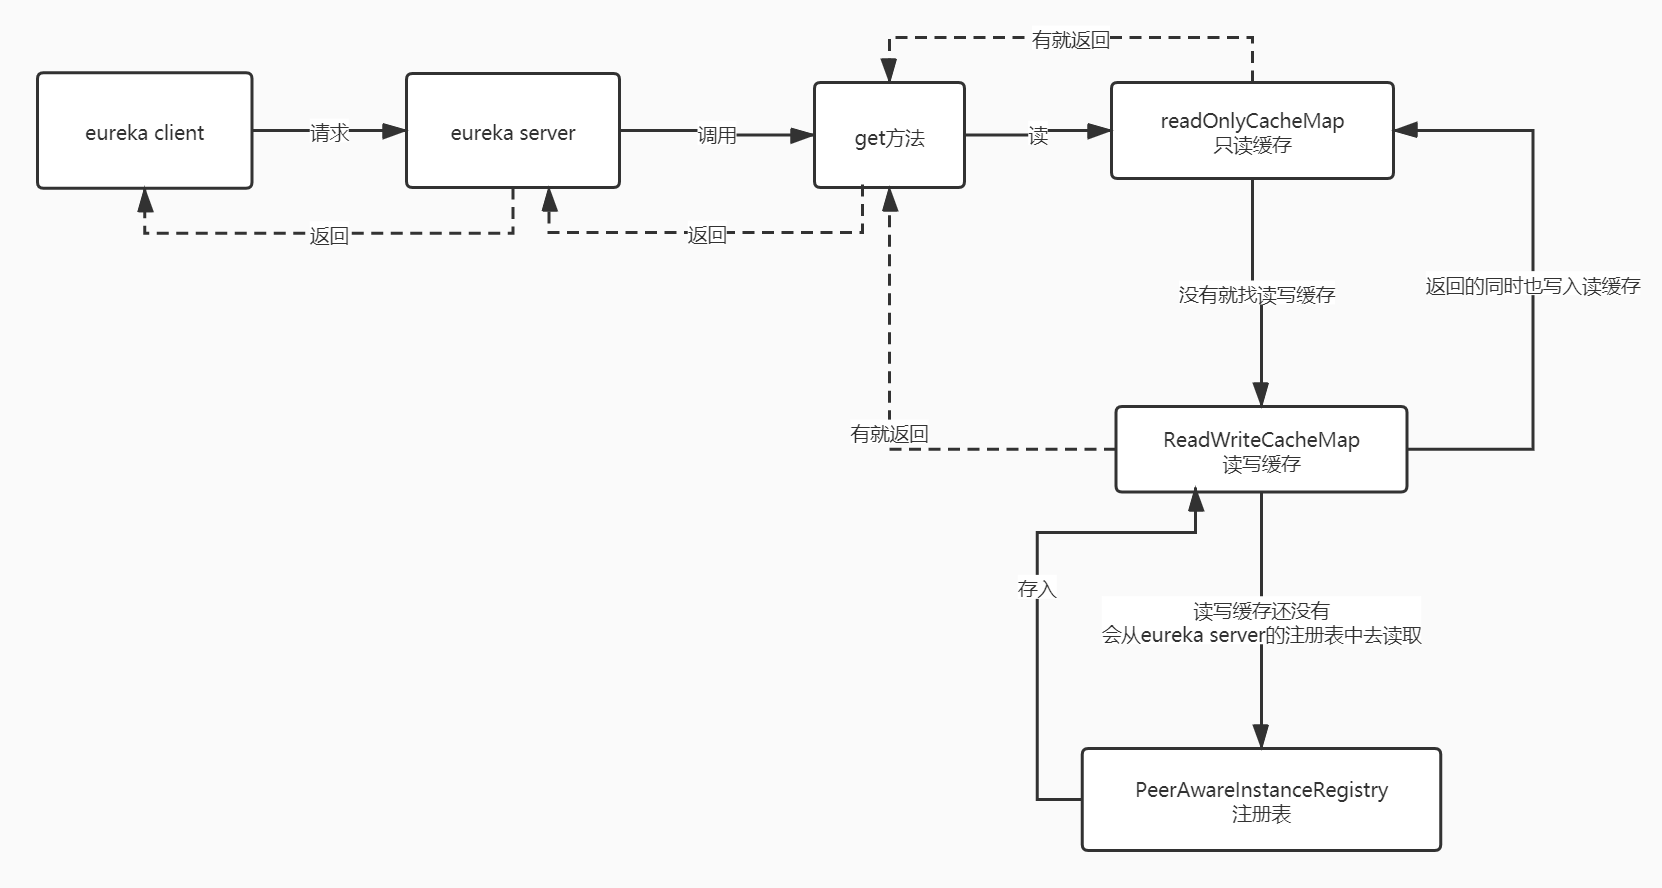 有就返回
eureka client
请求
eureka server
调用
get方法
读
readOnlyCacheMap
只读缓存
返回
返回
没有就找读写缓存
返回的同时也写入读缓存
有就返回
ReadWriteCacheMap
读写缓存
存入
读写缓存还没有
会从eureka server的注册表中去读取
PeerAwareInstanceRegistry
注册表